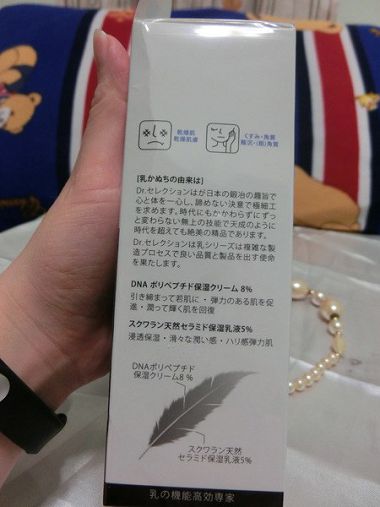 乾燥肌
乾燥肌膚
くすみ・角質
暗沉・(粗)角質
[乳かぬちの由来は]
Dr.セレクションはが日本の鍛冶の趣旨で
心と体を一心し、諦めない決意で極細工
を求めます。時代にもかかわらずにずっ
と変わらない無上の技能で天成のように
時代を超えても絶美の精品であります。
Dr.セレクションは乳シリーズは複雑な製
造プロセスで良い品質と製品を出す使命
を果たします。
DNA ポリペプチド保湿クリーム 8%
引き締まって若肌に・弾力のある肌を促
進・潤って輝く肌を回復
スクワラン天然セラミド保湿乳液5%
浸透保湿・滑々な潤い感・ハリ感弾力肌
DNAポリペプチド
保湿クリーム8%
スクワラン天然
セラミド保湿乳液5%
乳の機能高効専家